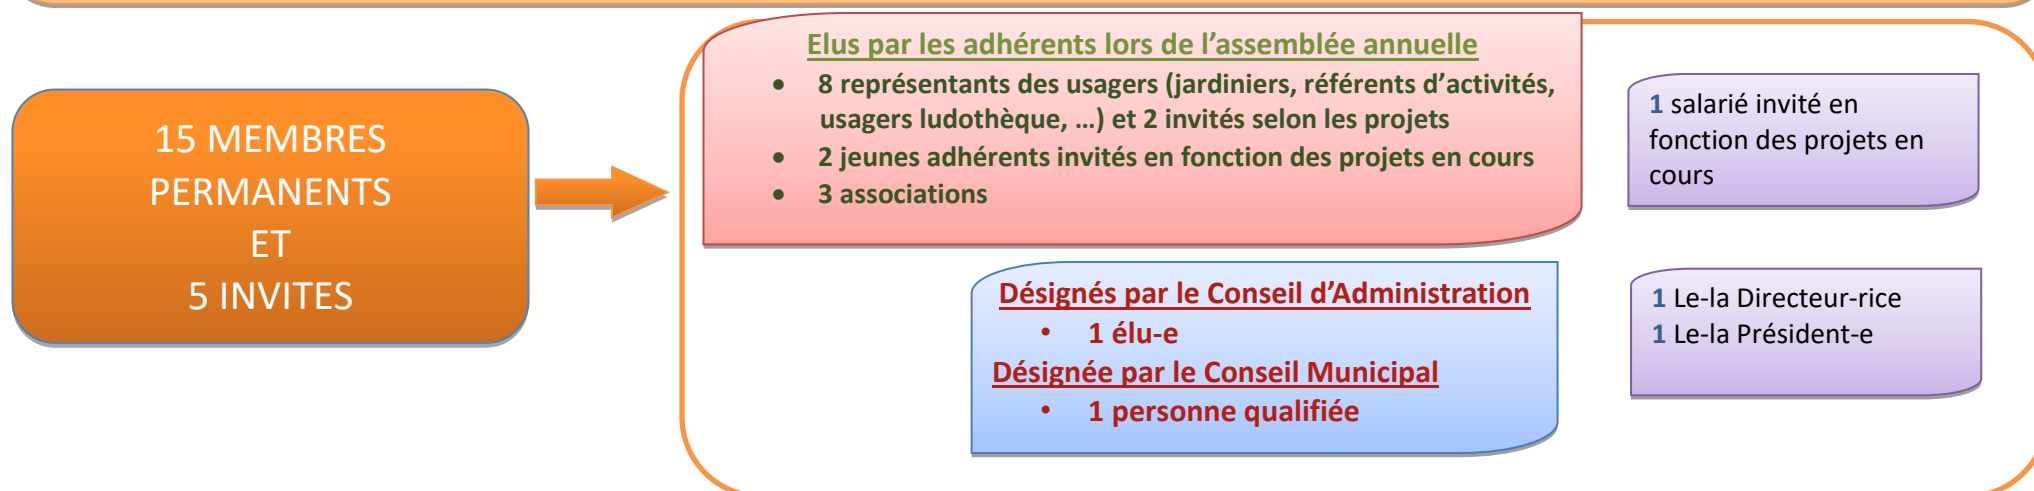 15 MEMBRES
PERMANENTS
ET
5 INVITES
Elus par les adhérents lors de l’assemblée annuelle
• 8 représentants des usagers (jardiniers, référents d’activités,
usagers ludothèque, …) et 2 invités selon les projets
• 2 jeunes adhérents invités en fonction des projets en cours
• 3 associations
1 salarié invité en
fonction des projets en
cours
Désignés par le Conseil d’Administration
• 1 élu-e
Désignée par le Conseil Municipal
• 1 personne qualifiée
1 Le-la Directeur-rice
1 Le-la Président-e